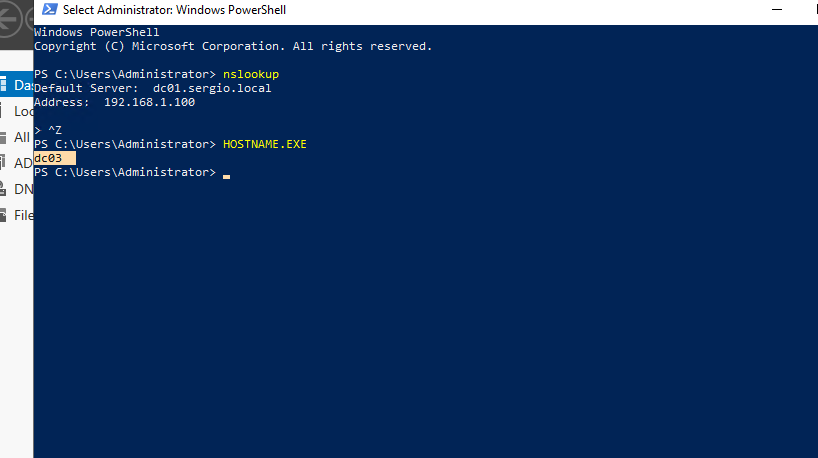 Select Administrator: Windows PowerShell
Windows PowerShell
Copyright (C) Microsoft Corporation. All rights reserved.
PS C:\Users\Administrator> nslookup
Default Server:  dc01.sergio.local
Address:  192.168.1.100
> ^Z
PS C:\Users\Administrator> HOSTNAME.EXE
dc03
PS C:\Users\Administrator>
Das
Loc
All
AD
DN
File